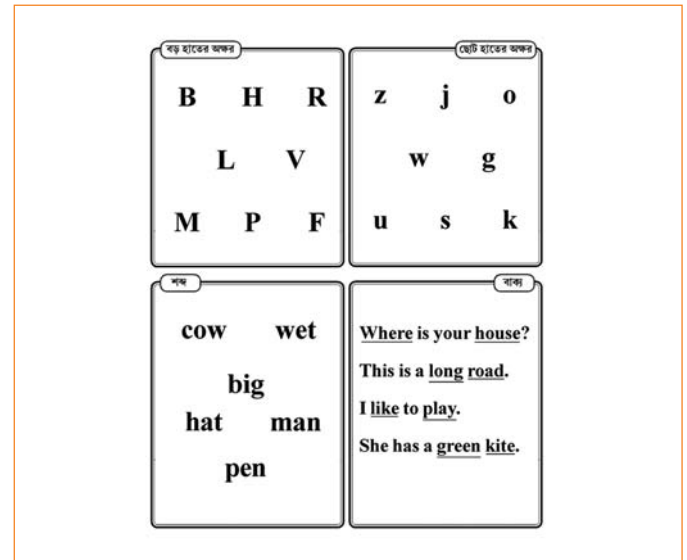 বড় হাতের অক্ষর
B H R
L V
M P F
ছোট হাতের অক্ষর
z j o
w g
u s k
শব্দ
cow wet
big
hat man
pen
বাক্য
Where is your house?
This is a long road.
I like to play.
She has a green kite.